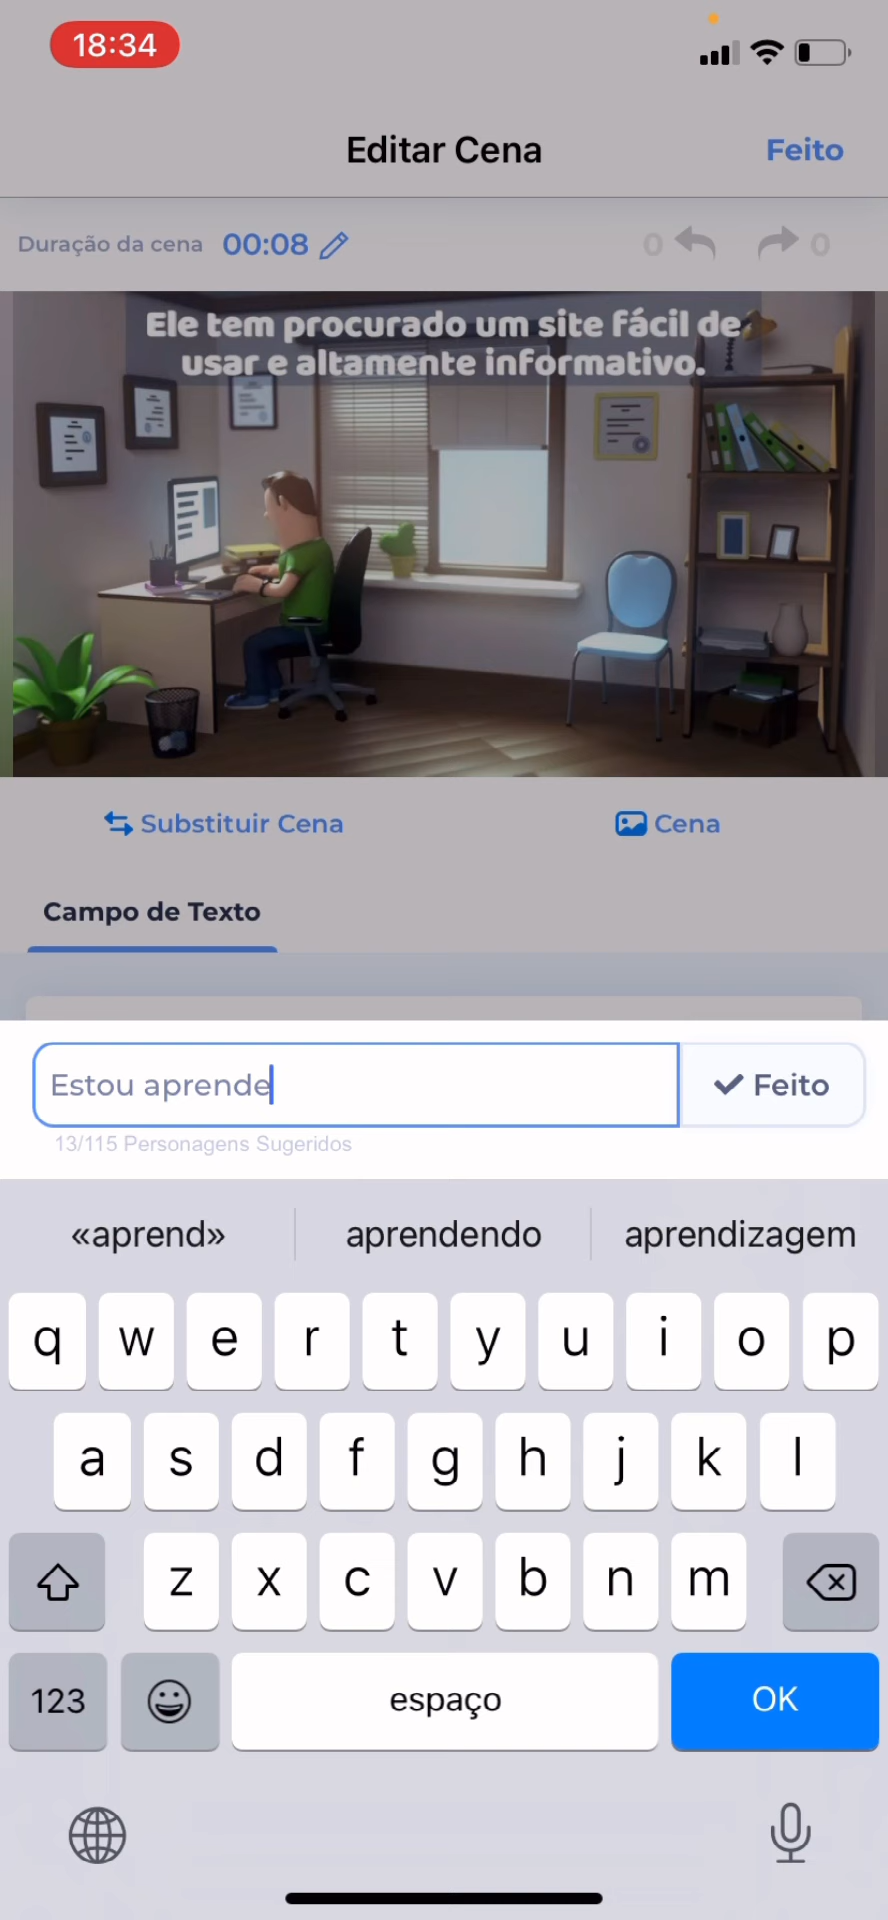 18:34
Editar Cena
Feito
Duração da cena 00:08
0 0
Ele tem procurado um site fácil de
usar e altamente informativo.
Substituir Cena
Cena
Campo de Texto
Estou aprende
Feito
13/115 Personagens Sugeridos
«aprend» aprendendo aprendizagem
q w e r t y u i o p
a s d f g h j k l
z x c v b n m
123 espaço OK